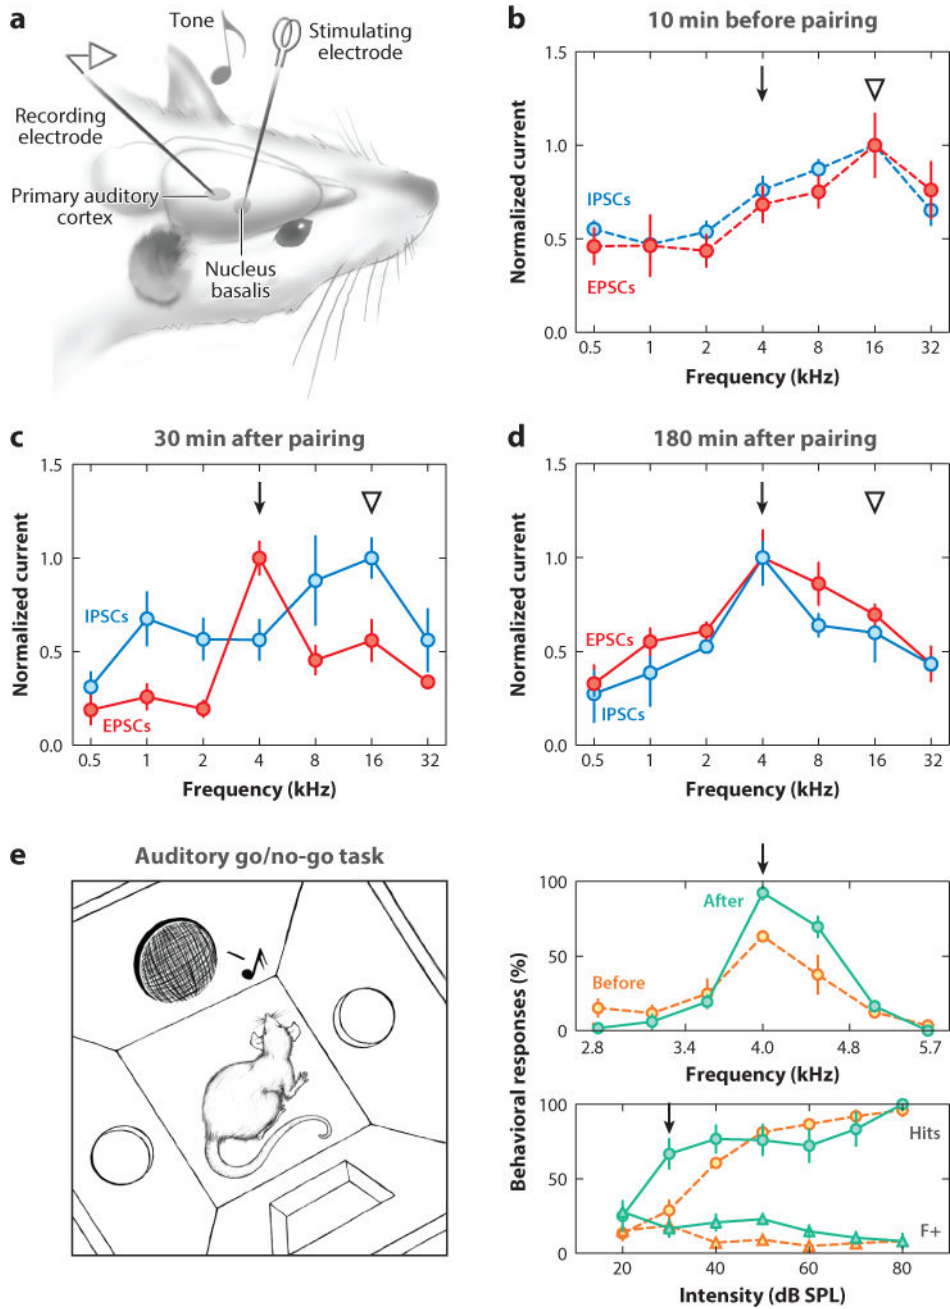 a
Tone
Stimulating
electrode
Recording
electrode
Primary auditory
cortex
Nucleus
basalis
b
10 min before pairing
Normalized current
1.5
1.0
0.5
0.0
IPSCs
EPSCs
0.5 1 2 4 8 16 32
Frequency (kHz)
c
30 min after pairing
Normalized current
1.5
1.0
0.5
0.0
IPSCs
EPSCs
0.5 1 2 4 8 16 32
Frequency (kHz)
d
180 min after pairing
Normalized current
1.5
1.0
0.5
0.0
EPSCs
IPSCs
0.5 1 2 4 8 16 32
Frequency (kHz)
e
Auditory go/no-go task
Behavioral responses (%)
100
50
0
After
Before
2.8 3.4 4.0 4.8 5.7
Frequency (kHz)
100
50
0
Hits
F+
20 40 60 80
Intensity (dB SPL)